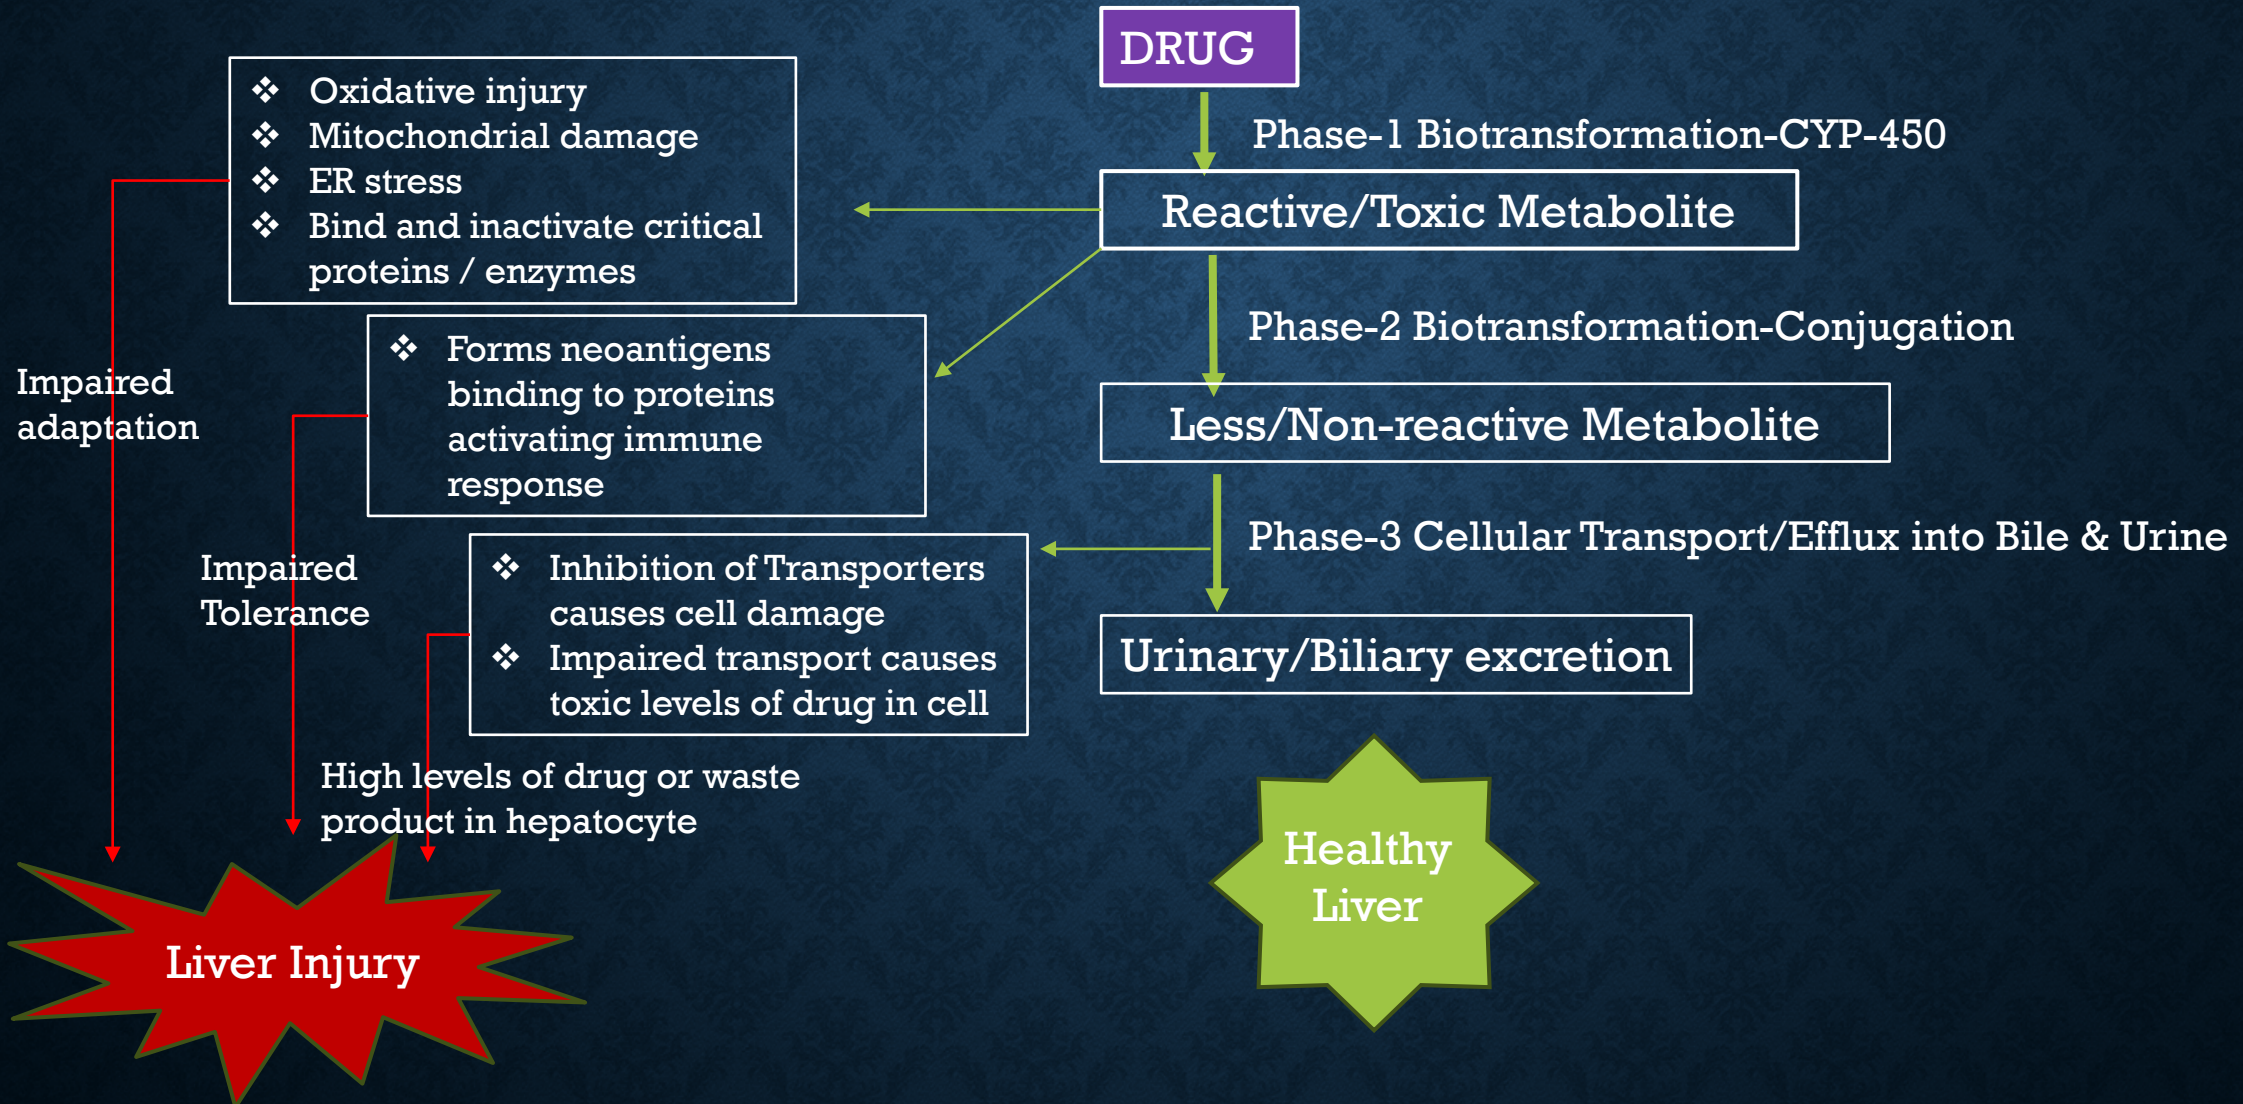 DRUG
Phase-1 Biotransformation-CYP-450
Reactive/Toxic Metabolite
Phase-2 Biotransformation-Conjugation
Less/Non-reactive Metabolite
Phase-3 Cellular Transport/Efflux into Bile & Urine
Urinary/Biliary excretion
Healthy
Liver
❖ Oxidative injury
❖ Mitochondrial damage
❖ ER stress
❖ Bind and inactivate critical
proteins / enzymes
❖ Forms neoantigens
binding to proteins
activating immune
response
❖ Inhibition of Transporters
causes cell damage
❖ Impaired transport causes
toxic levels of drug in cell
Impaired
adaptation
Impaired
Tolerance
High levels of drug or waste
product in hepatocyte
Liver Injury